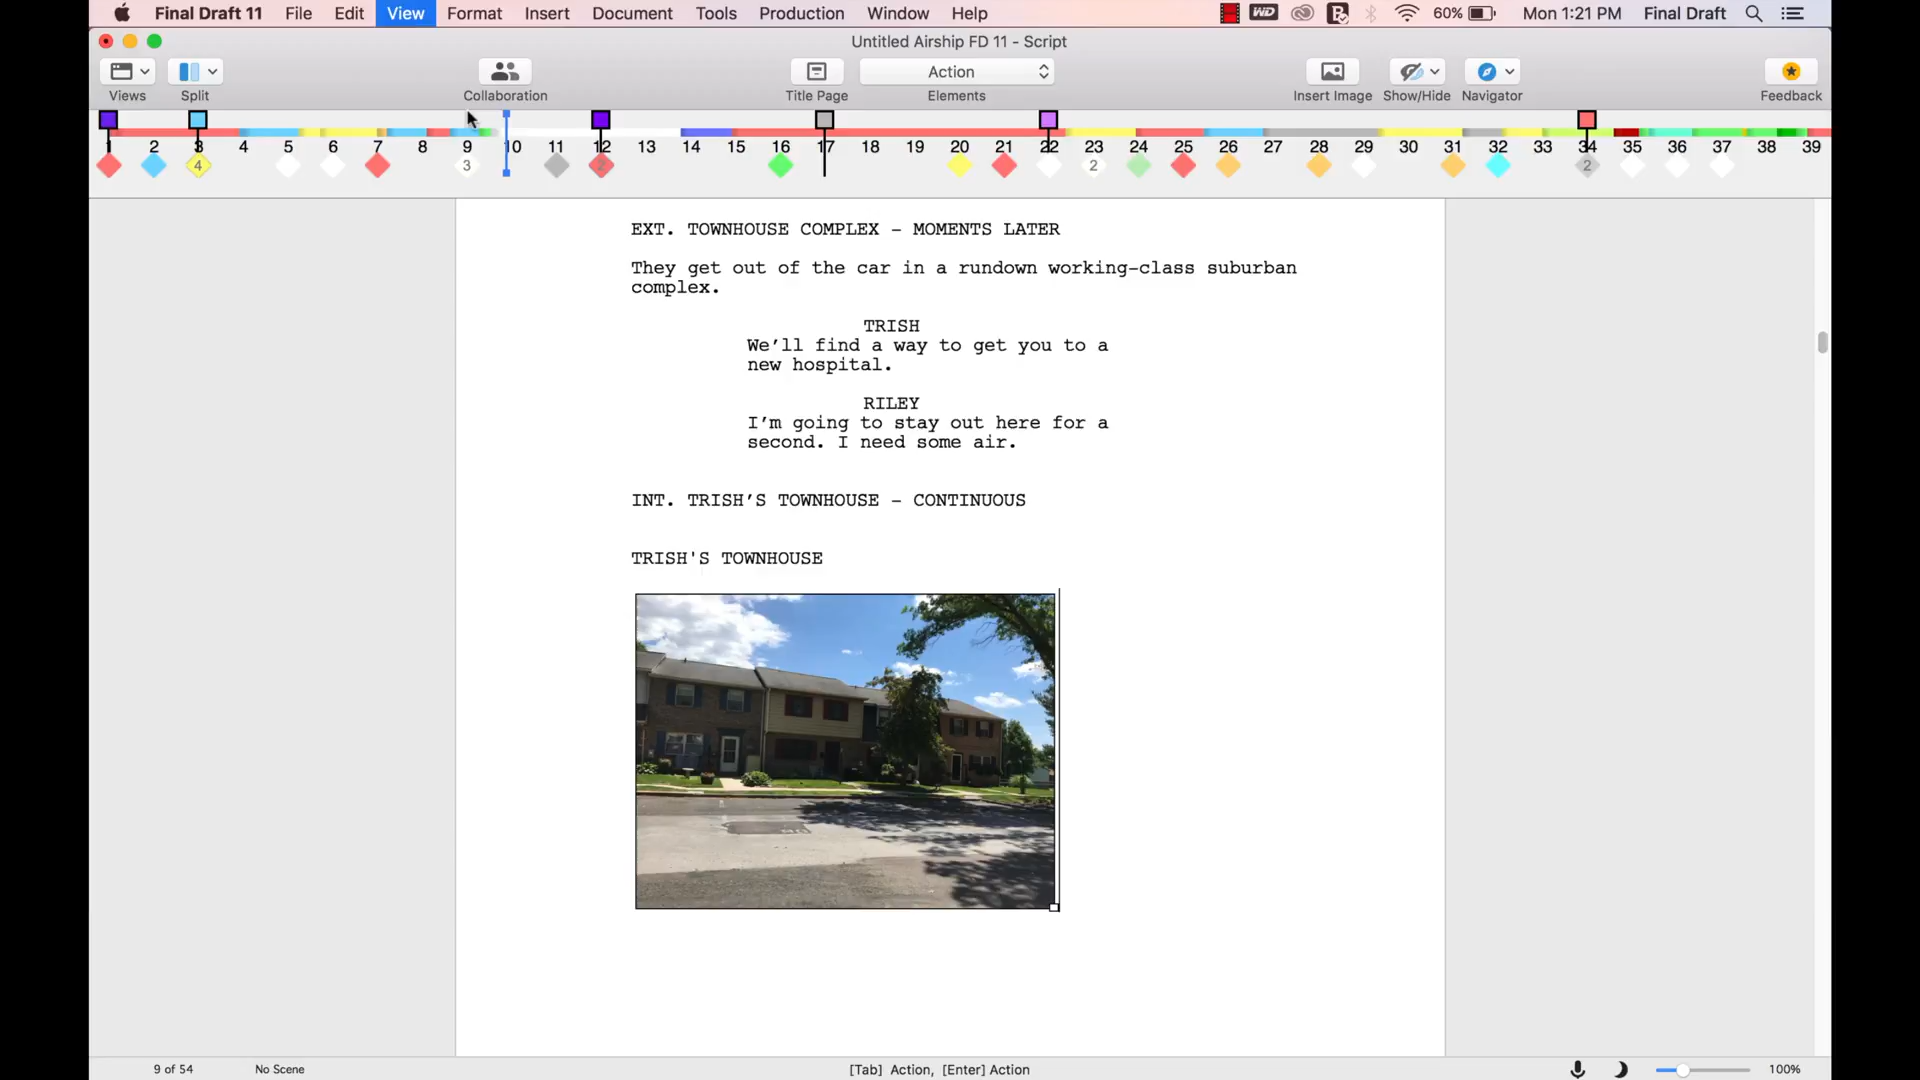 Final Draft 11 File Edit View Format Insert Document Tools Production Window Help WD 60% Mon 1:21 PM Final Draft
Untitled Airship FD 11 - Script
Action
Views Split Collaboration Title Page Elements Insert Image Show/Hide Navigator Feedback
1 2 3 4 5 6 7 8 9 10 11 12 13 14 15 16 17 18 19 20 21 22 23 24 25 26 27 28 29 30 31 32 33 34 35 36 37 38 39
4 3 2 2 2
EXT. TOWNHOUSE COMPLEX - MOMENTS LATER
They get out of the car in a rundown working-class suburban
complex.
TRISH
We'll find a way to get you to a
new hospital.
RILEY
I'm going to stay out here for a
second. I need some air.
INT. TRISH'S TOWNHOUSE - CONTINUOUS
TRISH'S TOWNHOUSE
9 of 54 No Scene [Tab] Action, [Enter] Action 100%